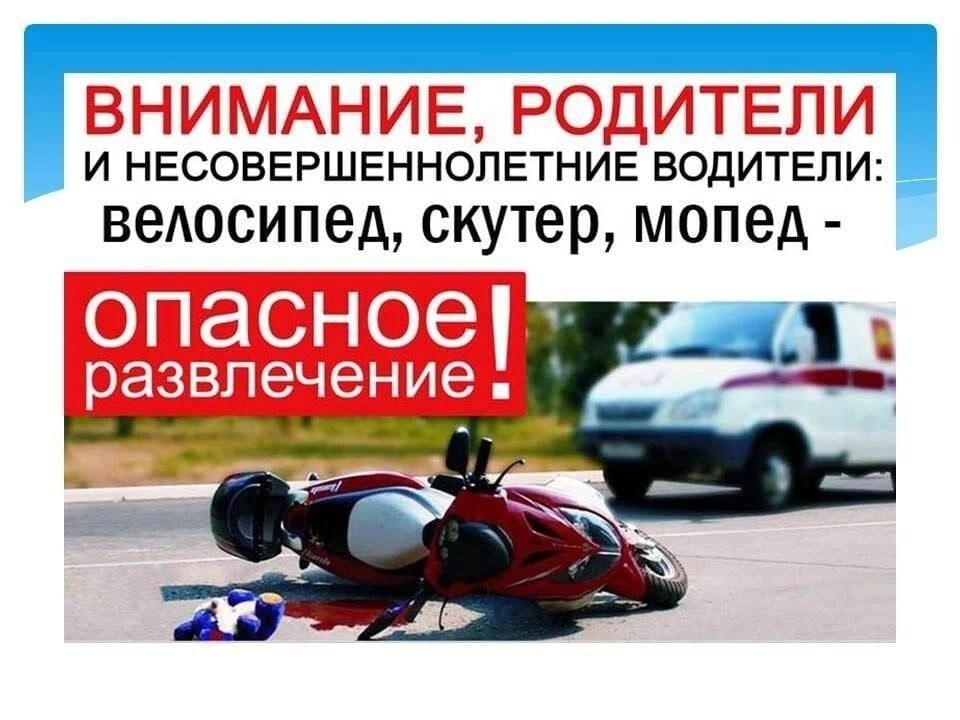 ВНИМАНИЕ, РОДИТЕЛИ
И НЕСОВЕРШЕННОЛЕТНИЕ ВОДИТЕЛИ:
велосипед, скутер, мопед -
опасное!
развлечение